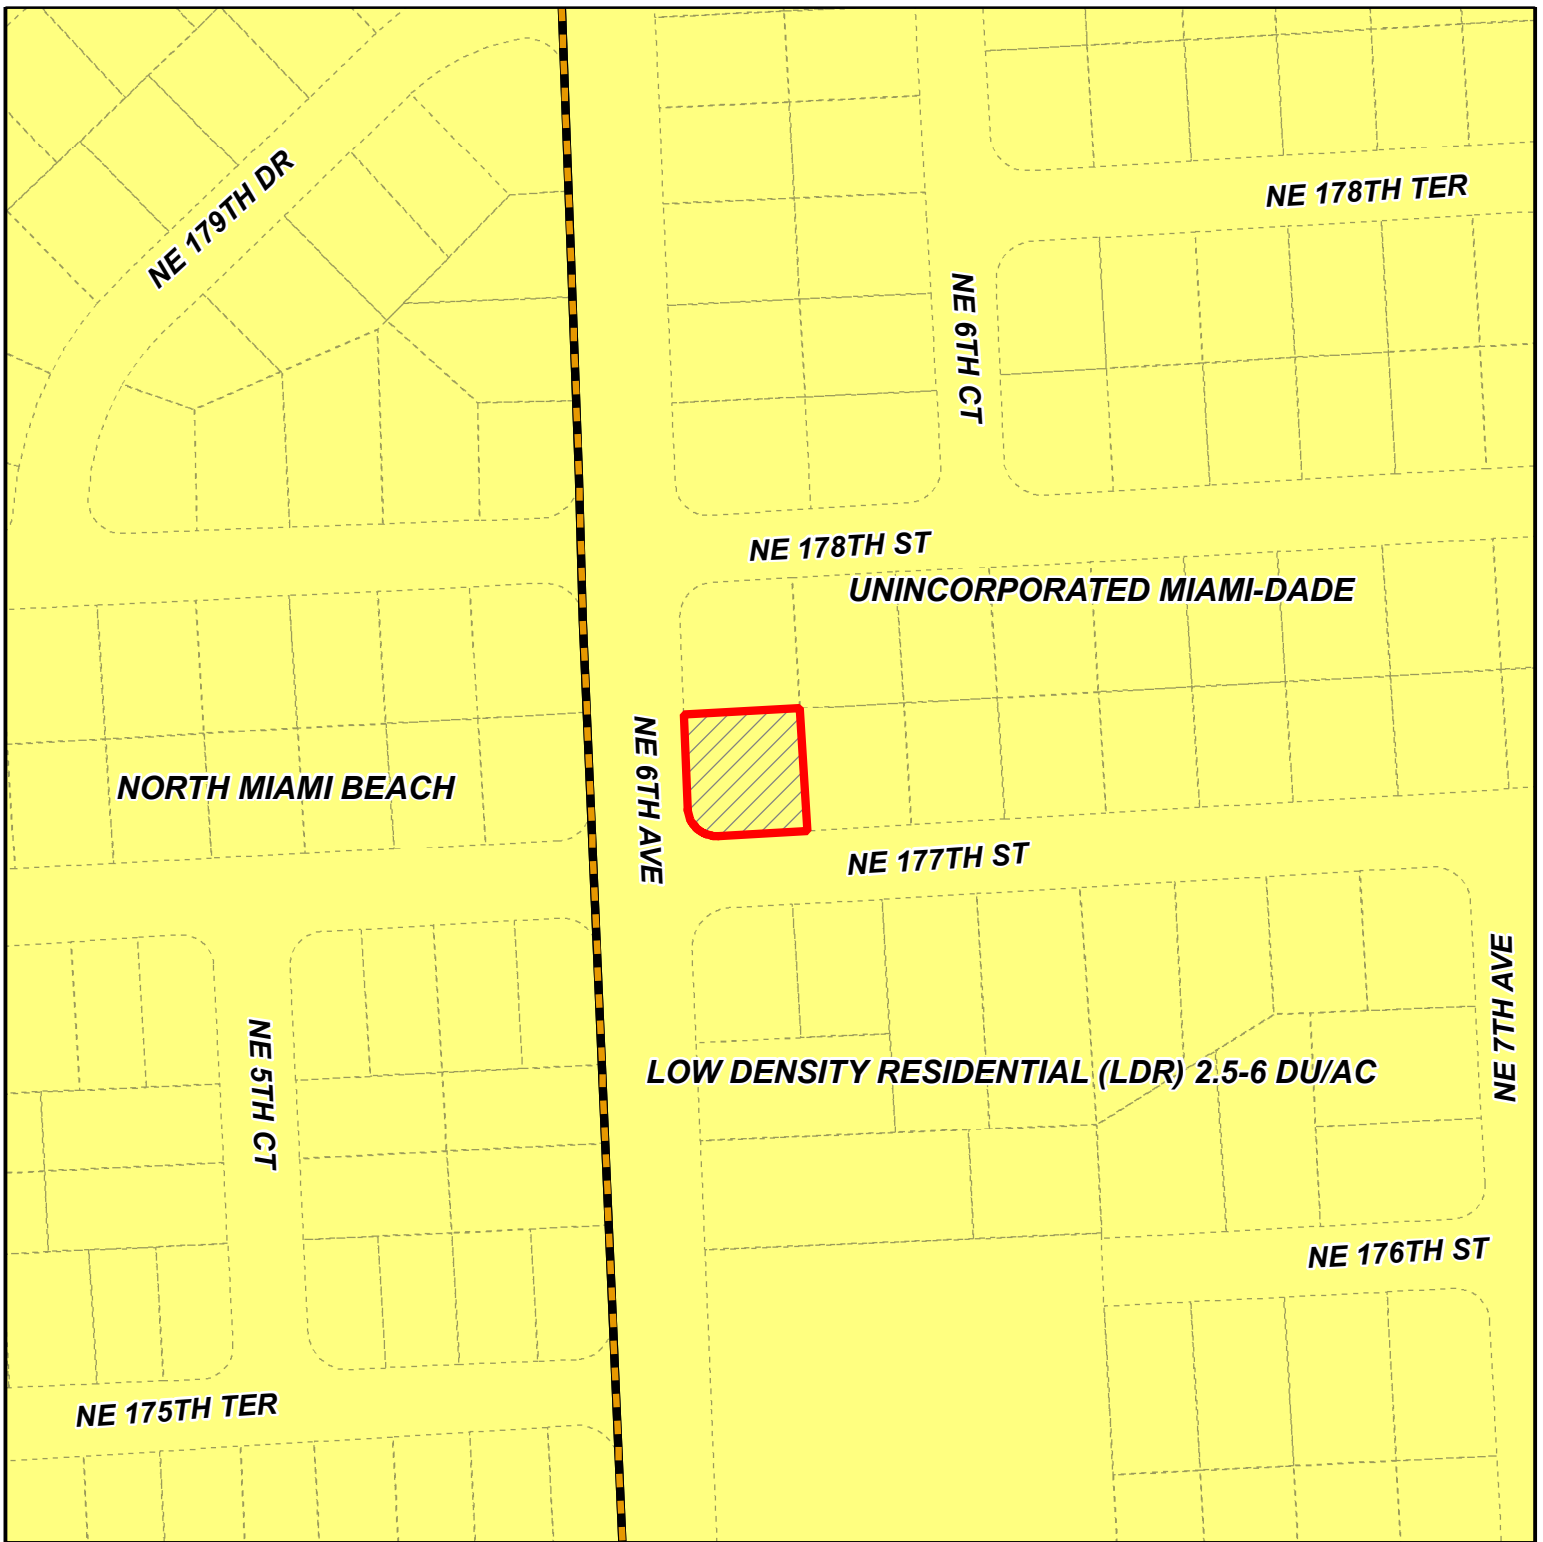 NE 179TH DR
NE 178TH TER
NE 6TH CT
NE 178TH ST
UNINCORPORATED MIAMI-DADE
NE 6TH AVE
NORTH MIAMI BEACH
NE 177TH ST
NE 7TH AVE
NE 5TH CT
LOW DENSITY RESIDENTIAL (LDR) 2.5-6 DU/AC
NE 176TH ST
NE 175TH TER